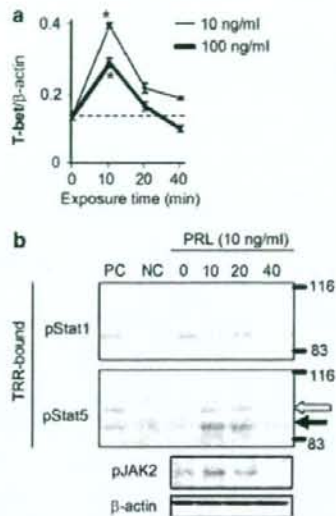 a
10 ng/ml
100 ng/ml
T-bet/β-actin
0.4
0.2
0
0 10 20 40
Exposure time (min)
b
PRL (10 ng/ml)
PC NC 0 10 20 40
TRR-bound
pStat1
116
83
pStat5
116
83
pJAK2
β-actin